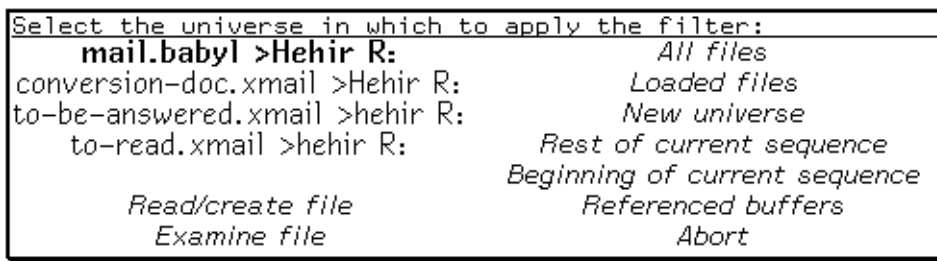 Select the universe in which to apply the filter:
mail.babyl >Hehir R: All files
conversion-doc.xmail >Hehir R: Loaded files
to-be-answered.xmail >hehir R: New universe
to-read.xmail >hehir R: Rest of current sequence
Beginning of current sequence
Read/create file Referenced buffers
Examine file Abort